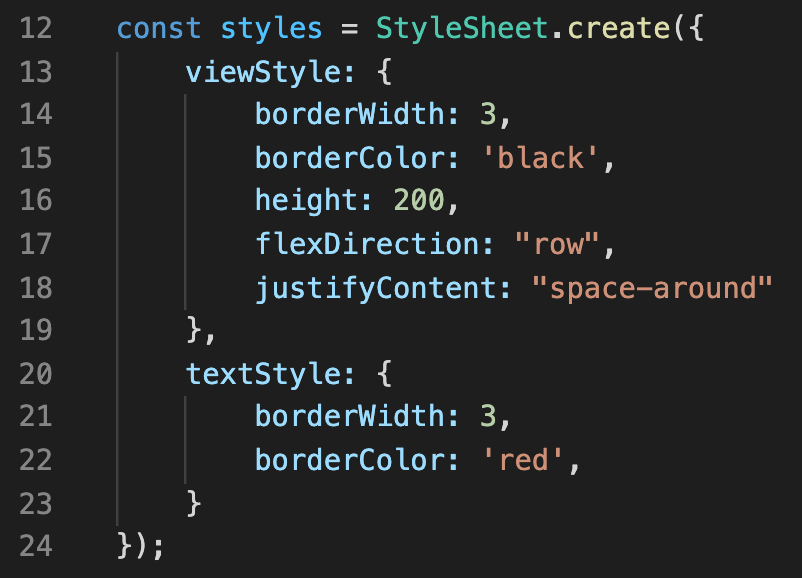 12 const styles = StyleSheet.create({
13 viewStyle: {
14 borderWidth: 3,
15 borderColor: 'black',
16 height: 200,
17 flexDirection: "row",
18 justifyContent: "space-around"
19 },
20 textStyle: {
21 borderWidth: 3,
22 borderColor: 'red',
23 }
24 });